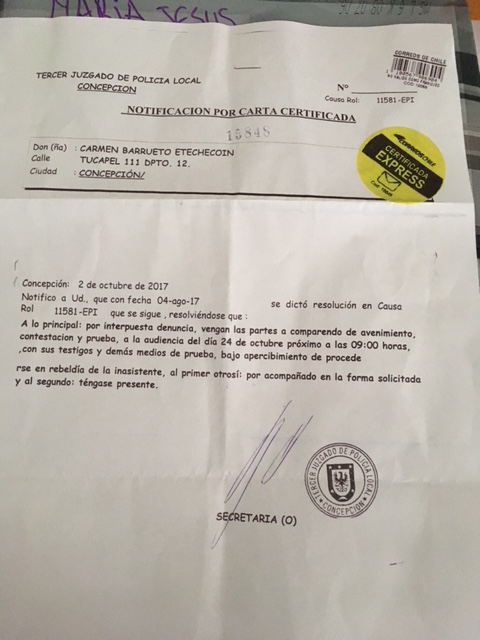 MARIA JESUS
CORREOS DE CHILE
TERCER JUZGADO DE POLICIA LOCAL
CONCEPCION
Nº
Causa Rol: 11581-EPI
NOTIFICACION POR CARTA CERTIFICADA
15848
Don (ña) : CARMEN BARRUETO ETECHECOIN
Calle TUCAPEL 111 DPTO. 12.
Ciudad : CONCEPCIÓN/
CORREOSCHILE
CERTIFICADA
EXPRESS
Concepción: 2 de octubre de 2017
Notifico a Ud., que con fecha 04-ago-17 se dictó resolución en Causa
Rol 11581-EPI que se sigue , resolviéndose que :
A lo principal: por interpuesta denuncia, vengan las partes a comparendo de avenimiento,
contestacion y prueba, a la audiencia del día 24 de octubre próximo a las 09:00 horas,
,con sus testigos y demás medios de prueba, bajo apercibimiento de procede
rse en rebeldía de la inasistente, al primer otrosí: por acompañado en la forma solicitada
y al segundo: téngase presente.
TERCER JUZGADO DE POLICIA LOCAL
CONCEPCION
SECRETARIA (O)